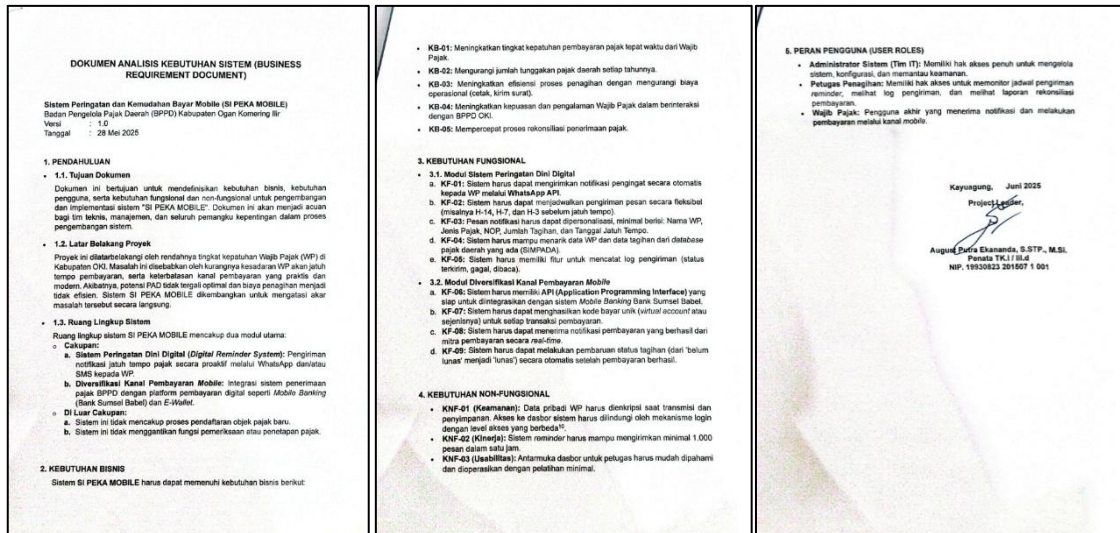 DOKUMEN ANALISIS KEBUTUHAN SISTEM (BUSINESS
REQUIREMENT DOCUMENT)
Sistem Peringatan dan Kemudahan Bayar Mobile (SI PEKA MOBILE)
Badan Pengelola Pajak Daerah (BPPD) Kabupaten Ogan Komering Ilir
Versi : 1.0
Tanggal : 28 Mei 2025
1. PENDAHULUAN
• 1.1. Tujuan Dokumen
Dokumen ini bertujuan untuk mendefinisikan kebutuhan bisnis, kebutuhan
pengguna, serta kebutuhan fungsional dan non-fungsional untuk pengembangan
dan implementasi sistem "SI PEKA MOBILE". Dokumen ini akan menjadi acuan
bagi tim teknis, manajemen, dan seluruh pemangku kepentingan dalam proses
pengembangan sistem.
• 1.2. Latar Belakang Proyek
Proyek ini dilatarbelakangi oleh rendahnya tingkat kepatuhan Wajib Pajak (WP) di
Kabupaten OKI. Masalah ini disebabkan oleh kurangnya kesadaran WP akan jatuh
tempo pembayaran, serta keterbatasan kanal pembayaran yang praktis dan
modern. Akibatnya, potensi PAD tidak tergali optimal dan biaya penagihan menjadi
tidak efisien. Sistem SI PEKA MOBILE dikembangkan untuk mengatasi akar
masalah tersebut secara langsung.
• 1.3. Ruang Lingkup Sistem
Ruang lingkup sistem SI PEKA MOBILE mencakup dua modul utama:
o Cakupan:
a. Sistem Peringatan Dini Digital (Digital Reminder System): Pengiriman
notifikasi jatuh tempo pajak secara proaktif melalui WhatsApp dan/atau
SMS kepada WP.
b. Diversifikasi Kanal Pembayaran Mobile: Integrasi sistem penerimaan
pajak BPPD dengan platform pembayaran digital seperti Mobile Banking
(Bank Sumsel Babel) dan E-Wallet.
o Di Luar Cakupan:
a. Sistem ini tidak mencakup proses pendaftaran objek pajak baru.
b. Sistem ini tidak menggantikan fungsi pemeriksaan atau penetapan pajak.
2. KEBUTUHAN BISNIS
Sistem SI PEKA MOBILE harus dapat memenuhi kebutuhan bisnis berikut:
• KB-01: Meningkatkan tingkat kepatuhan pembayaran pajak tepat waktu dari Wajib
Pajak.
• KB-02: Mengurangi jumlah tunggakan pajak daerah setiap tahunnya.
• KB-03: Meningkatkan efisiensi proses penagihan dengan mengurangi biaya
operasional (cetak, kirim surat).
• KB-04: Meningkatkan kepuasan dan pengalaman Wajib Pajak dalam berinteraksi
dengan BPPD OKI.
• KB-05: Mempercepat proses rekonsiliasi penerimaan pajak.
3. KEBUTUHAN FUNGSIONAL
• 3.1. Modul Sistem Peringatan Dini Digital
a. KF-01: Sistem harus dapat mengirimkan notifikasi pengingat secara otomatis
kepada WP melalui WhatsApp API.
b. KF-02: Sistem harus dapat menjadwalkan pengiriman pesan secara fleksibel
(misalnya H-14, H-7, dan H-3 sebelum jatuh tempo).
c. KF-03: Pesan notifikasi harus dapat dipersonalisasi, minimal berisi: Nama WP,
Jenis Pajak, NOP, Jumlah Tagihan, dan Tanggal Jatuh Tempo.
d. KF-04: Sistem harus mampu menarik data WP dan data tagihan dari database
pajak daerah yang ada (SIMPADA).
e. KF-05: Sistem harus memiliki fitur untuk mencatat log pengiriman (status
terkirim, gagal, dibaca).
• 3.2. Modul Diversifikasi Kanal Pembayaran Mobile
a. KF-06: Sistem harus memiliki API (Application Programming Interface) yang
siap untuk diintegrasikan dengan sistem Mobile Banking Bank Sumsel Babel.
b. KF-07: Sistem harus dapat menghasilkan kode bayar unik (virtual account atau
sejenisnya) untuk setiap transaksi pembayaran.
c. KF-08: Sistem harus dapat menerima notifikasi pembayaran yang berhasil dari
mitra pembayaran secara real-time.
d. KF-09: Sistem harus dapat melakukan pembaruan status tagihan (dari 'belum
lunas' menjadi 'lunas') secara otomatis setelah pembayaran berhasil.
4. KEBUTUHAN NON-FUNGSIONAL
• KNF-01 (Keamanan): Data pribadi WP harus dienkripsi saat transmisi dan
penyimpanan. Akses ke dasbor sistem harus dilindungi oleh mekanisme login
dengan level akses yang berbeda¹⁰.
• KNF-02 (Kinerja): Sistem reminder harus mampu mengirimkan minimal 1.000
pesan dalam satu jam.
• KNF-03 (Usabilitas): Antarmuka dasbor untuk petugas harus mudah dipahami
dan dioperasikan dengan pelatihan minimal.
5. PERAN PENGGUNA (USER ROLES)
• Administrator Sistem (Tim IT): Memiliki hak akses penuh untuk mengelola
sistem, konfigurasi, dan memantau keamanan.
• Petugas Penagihan: Memiliki hak akses untuk memonitor jadwal pengiriman
reminder, melihat log pengiriman, dan melihat laporan rekonsiliasi
pembayaran.
• Wajib Pajak: Pengguna akhir yang menerima notifikasi dan melakukan
pembayaran melalui kanal mobile.
Kayuagung, Juni 2025
Project Leader,
August Putra Ekananda, S.STP., M.Si.
Penata TK.I / III.d
NIP. 19930823 201507 1 001